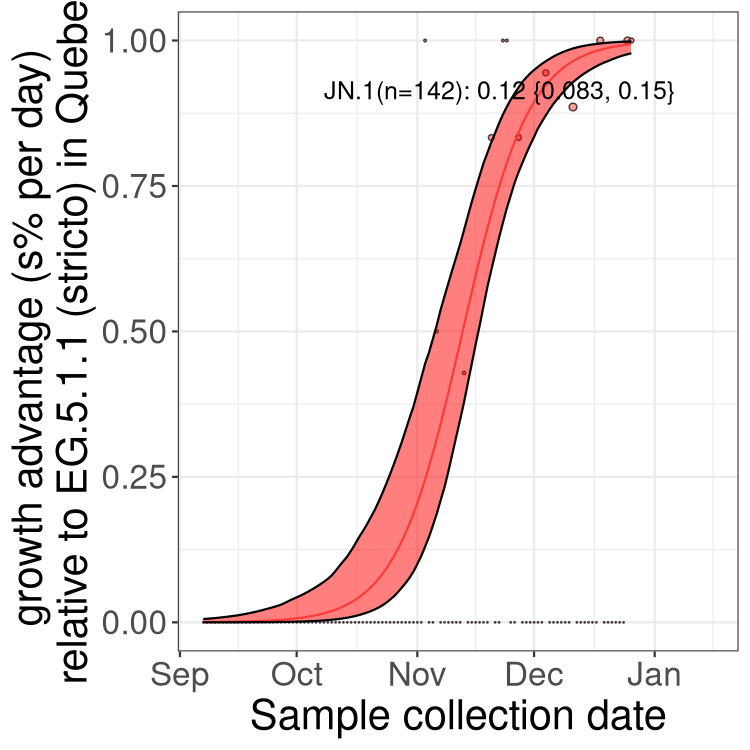 growth advantage (s% per day)
relative to EG.5.1.1 (stricto) in Quebe
1.00
0.75
0.50
0.25
0.00
JN.1(n=142): 0.12 {0.083, 0.15}
Sep Oct Nov Dec Jan
Sample collection date